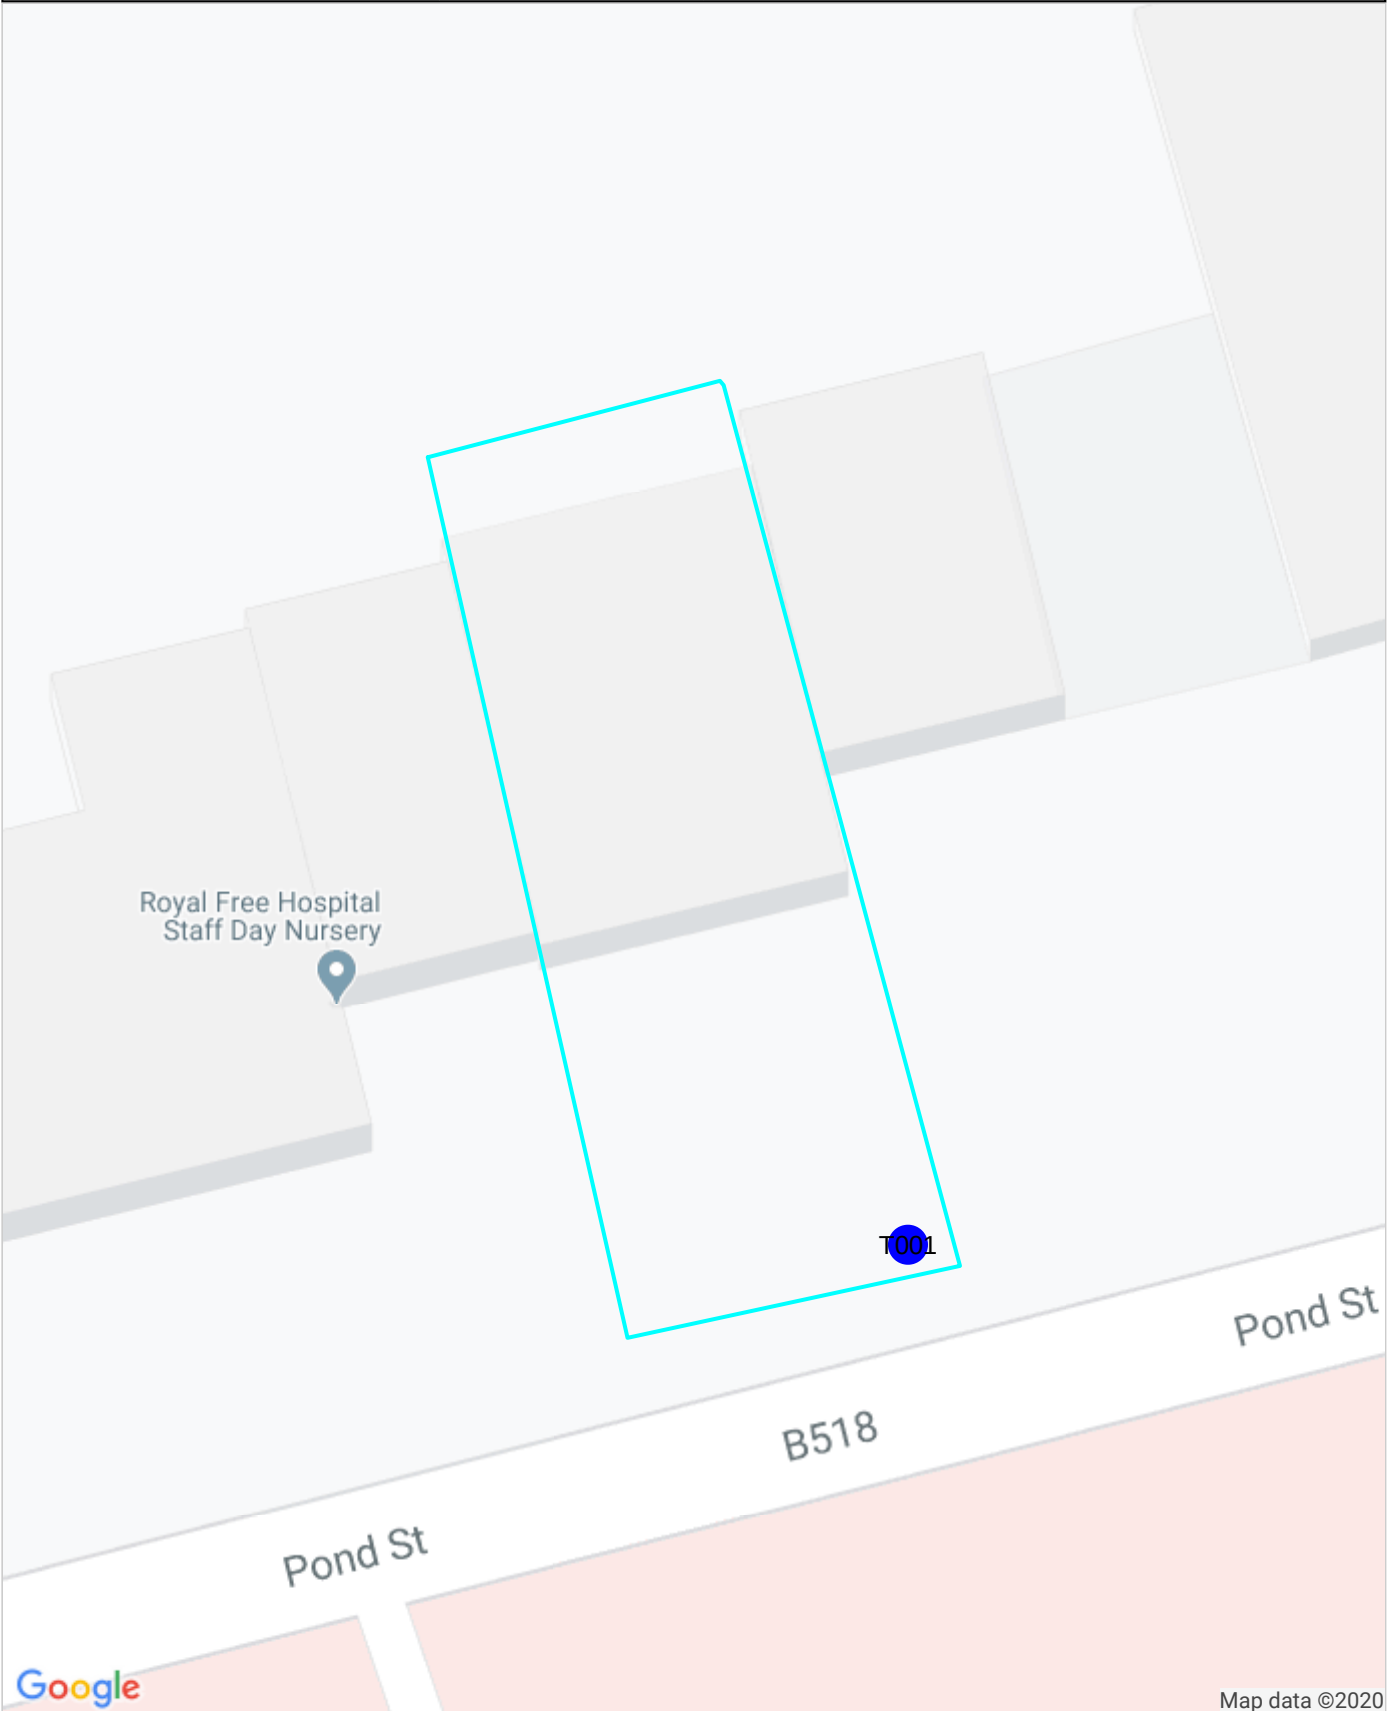 Royal Free Hospital
Staff Day Nursery
T001
Pond St
B518
Pond St
Google
Map data ©2020